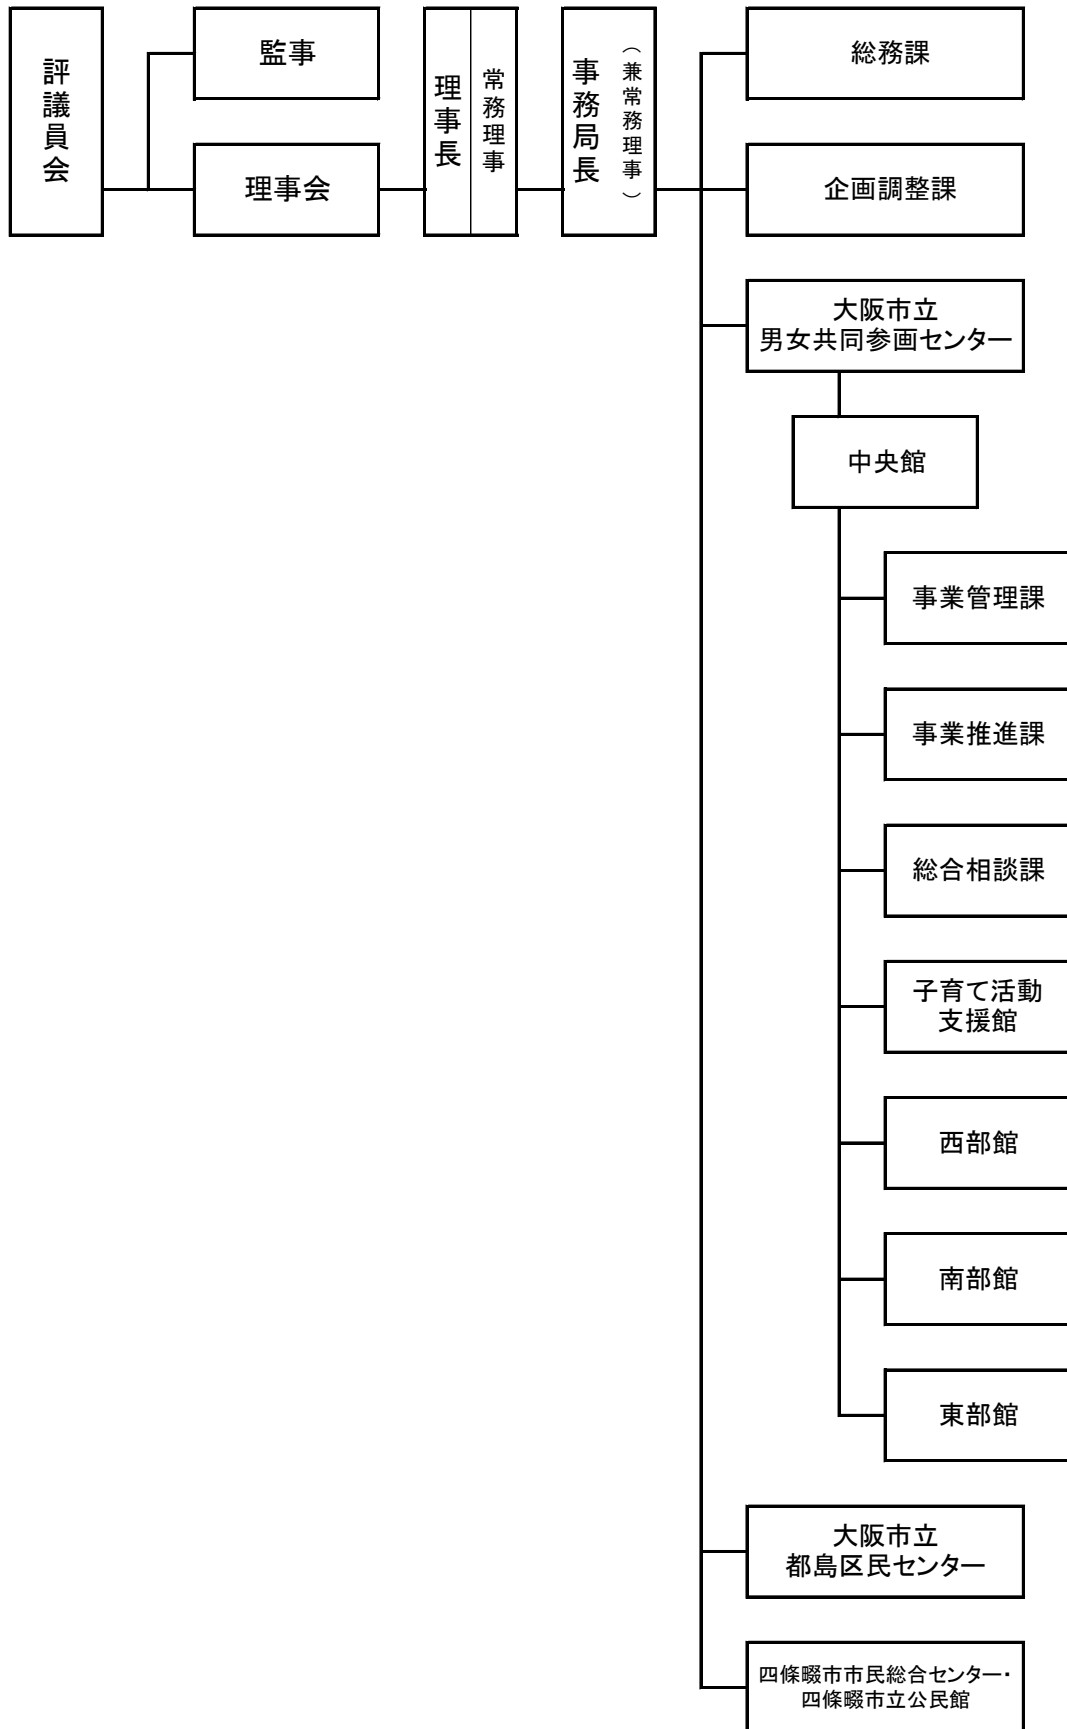 評議員会
監事
理事会
理事長
常務理事
事務局長
（兼常務理事）
総務課
企画調整課
大阪市立
男女共同参画センター
中央館
事業管理課
事業推進課
総合相談課
子育て活動
支援館
西部館
南部館
東部館
大阪市立
都島区民センター
四條畷市市民総合センター・
四條畷市立公民館